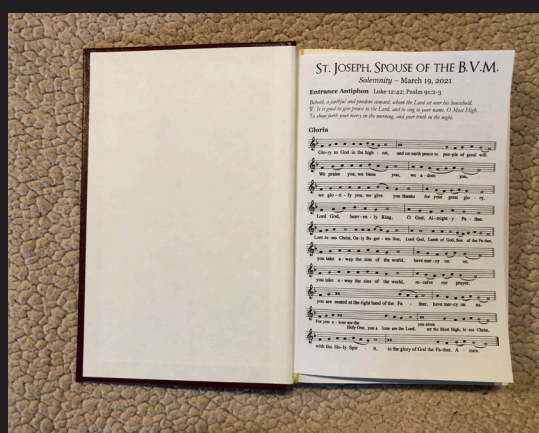 ST. JOSEPH, SPOUSE OF THE B.V.M.
Solemnity – March 19, 2021
Entrance Antiphon Luke 12:42; Psalm 91:2-3
Behold, a faithful and prudent steward, whom the Lord set over his household.
℣. It is good to give praise to the Lord, and to sing to your name, O Most High.
To show forth your mercy in the morning, and your truth in the night.
Gloria
Glo-ry to God in the high - est, and on earth peace to peo-ple of good will.
We praise you, we bless you, we a-dore you,
we glo - ri - fy you, we give you thanks for your great glo - ry,
Lord God, heav-en - ly King, O God, Al-might-y Fa - ther.
Lord Je-sus Christ, On-ly Be-got - ten Son, Lord God, Lamb of God, Son of the Fa-ther,
you take a-way the sins of the world, have mer-cy on us;
you take a-way the sins of the world, re-ceive our prayer;
you are seated at the right hand of the Fa - ther, have mer-cy on us.
For you a - lone are the Holy One, you a - lone are the Lord, you alone are the Most High, Je-sus Christ,
with the Ho-ly Spir - it, in the glory of God the Fa-ther. A - men.